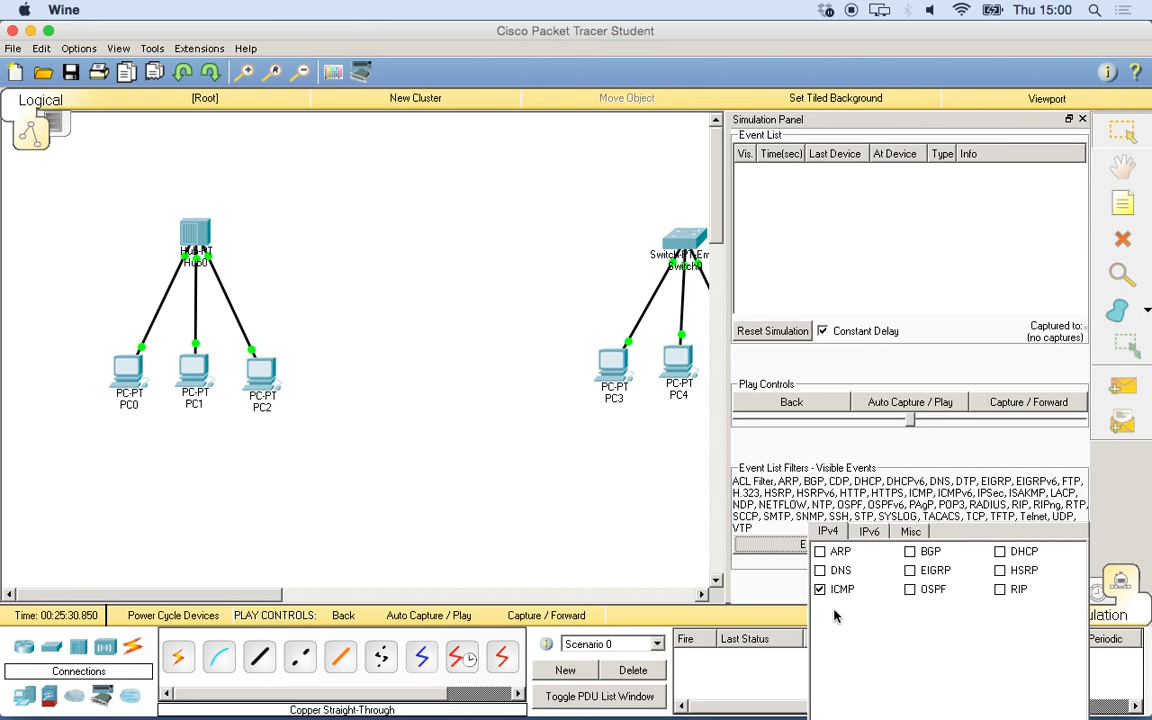 Wine
Thu 15:00
Cisco Packet Tracer Student
File Edit Options View Tools Extensions Help
Logical
[Root]
New Cluster
Move Object
Set Tiled Background
Viewport
Simulation Panel
Event List
Vis. Time(sec) Last Device At Device Type Info
Hub-PT
Hub0
Switch-PT-Em
Switch0
PC-PT
PC0
PC-PT
PC1
PC-PT
PC2
PC-PT
PC3
PC-PT
PC4
Reset Simulation
Constant Delay
Captured to:
(no captures)
Play Controls
Back
Auto Capture / Play
Capture / Forward
Event List Filters - Visible Events
ACL Filter, ARP, BGP, CDP, DHCP, DHCPv6, DNS, DTP, EIGRP, EIGRPv6, FTP,
H.323, HSRP, HSRPv6, HTTP, HTTPS, ICMP, ICMPv6, IPSec, ISAKMP, LACP,
NDP, NETFLOW, NTP, OSPF, OSPFv6, PAgP, POP3, RADIUS, RIP, RIPng, RTP,
SCCP, SMTP, SNMP, SSH, STP, SYSLOG, TACACS, TCP, TFTP, Telnet, UDP,
VTP
E
IPv4 IPv6 Misc
ARP BGP DHCP
DNS EIGRP HSRP
ICMP OSPF RIP
Time: 00:25:30.850
Power Cycle Devices
PLAY CONTROLS:
Back
Auto Capture / Play
Capture / Forward
ulation
Connections
Scenario 0
New
Delete
Toggle PDU List Window
Fire
Last Status
Periodic
Copper Straight-Through